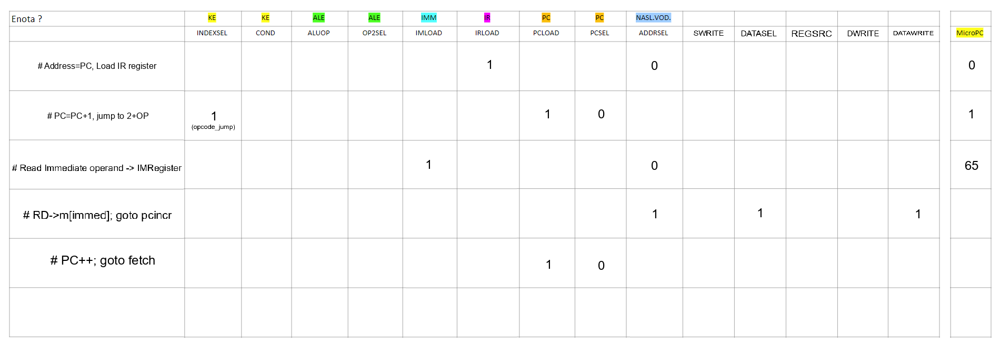 Enota ? KE KE ALE ALE IMM IR PC PC NASL.VOD.
INDEXSEL COND ALUOP OP2SEL IMLOAD IRLOAD PCLOAD PCSEL ADDRSEL SWRITE DATASEL REGSRC DWRITE DATAWRITE MicroPC
# Address=PC, Load IR register 1 0 0
# PC=PC+1, jump to 2+OP 1 1 0 1
(opcode_jump)
# Read Immediate operand -> IMRegister 1 0 65
# RD->m[immed]; goto pcincr 1 1 1
# PC++; goto fetch 1 0